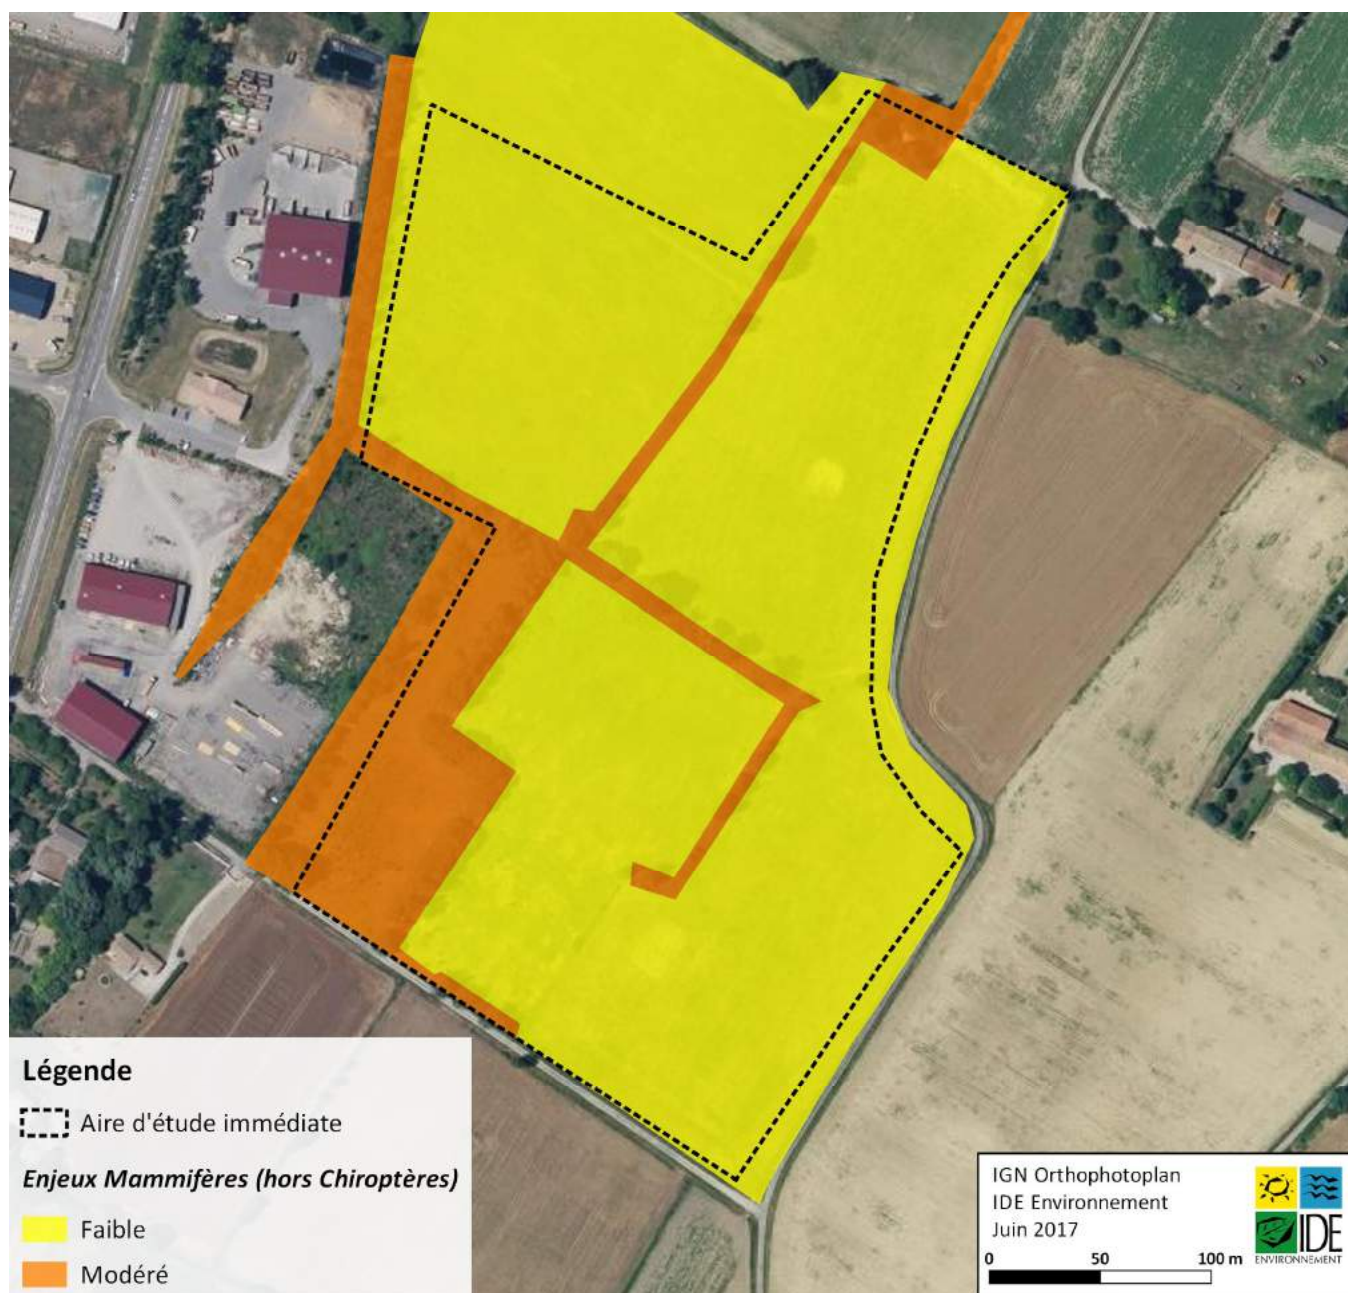 Légende
Aire d'étude immédiate
Enjeux Mammifères (hors Chiroptères)
Faible
Modéré
IGN Orthophotoplan
IDE Environnement
Juin 2017
0 50 100 m
IDE
ENVIRONNEMENT